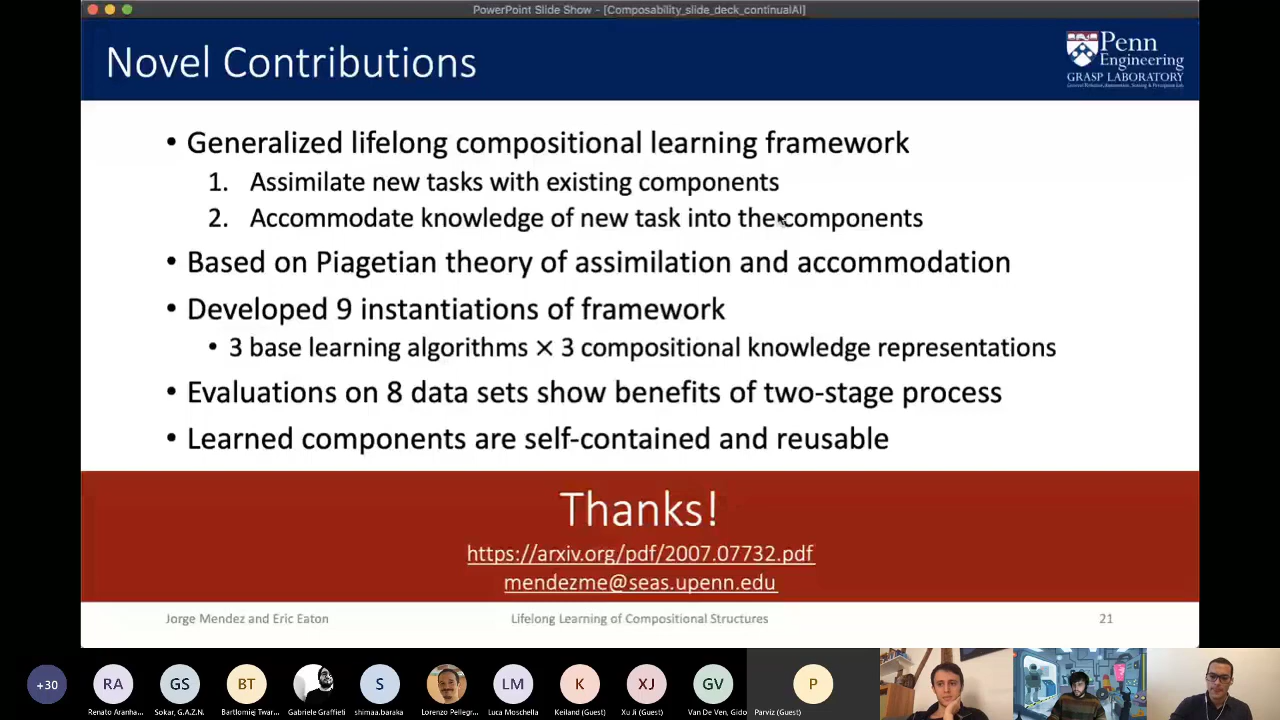 PowerPoint Slide Show - [Composability_slide_deck_continualAI]
Novel Contributions
Penn
Engineering
GRASP LABORATORY
• Generalized lifelong compositional learning framework
1. Assimilate new tasks with existing components
2. Accommodate knowledge of new task into the components
• Based on Piagetian theory of assimilation and accommodation
• Developed 9 instantiations of framework
• 3 base learning algorithms × 3 compositional knowledge representations
• Evaluations on 8 data sets show benefits of two-stage process
• Learned components are self-contained and reusable
Thanks!
https://arxiv.org/pdf/2007.07732.pdf
mendezme@seas.upenn.edu
Jorge Mendez and Eric Eaton
Lifelong Learning of Compositional Structures
21
+30
RA
GS
BT
S
LM
K
XJ
GV
P
Renato Aranha...
Sokar, G.A.Z.N.
Bartlomiej Twar...
Gabriele Graffieti
shimaa.baraka
Lorenzo Pellegr...
Luca Moschella
Keiland (Guest)
Xu Ji (Guest)
Van De Ven, Gido
Parviz (Guest)